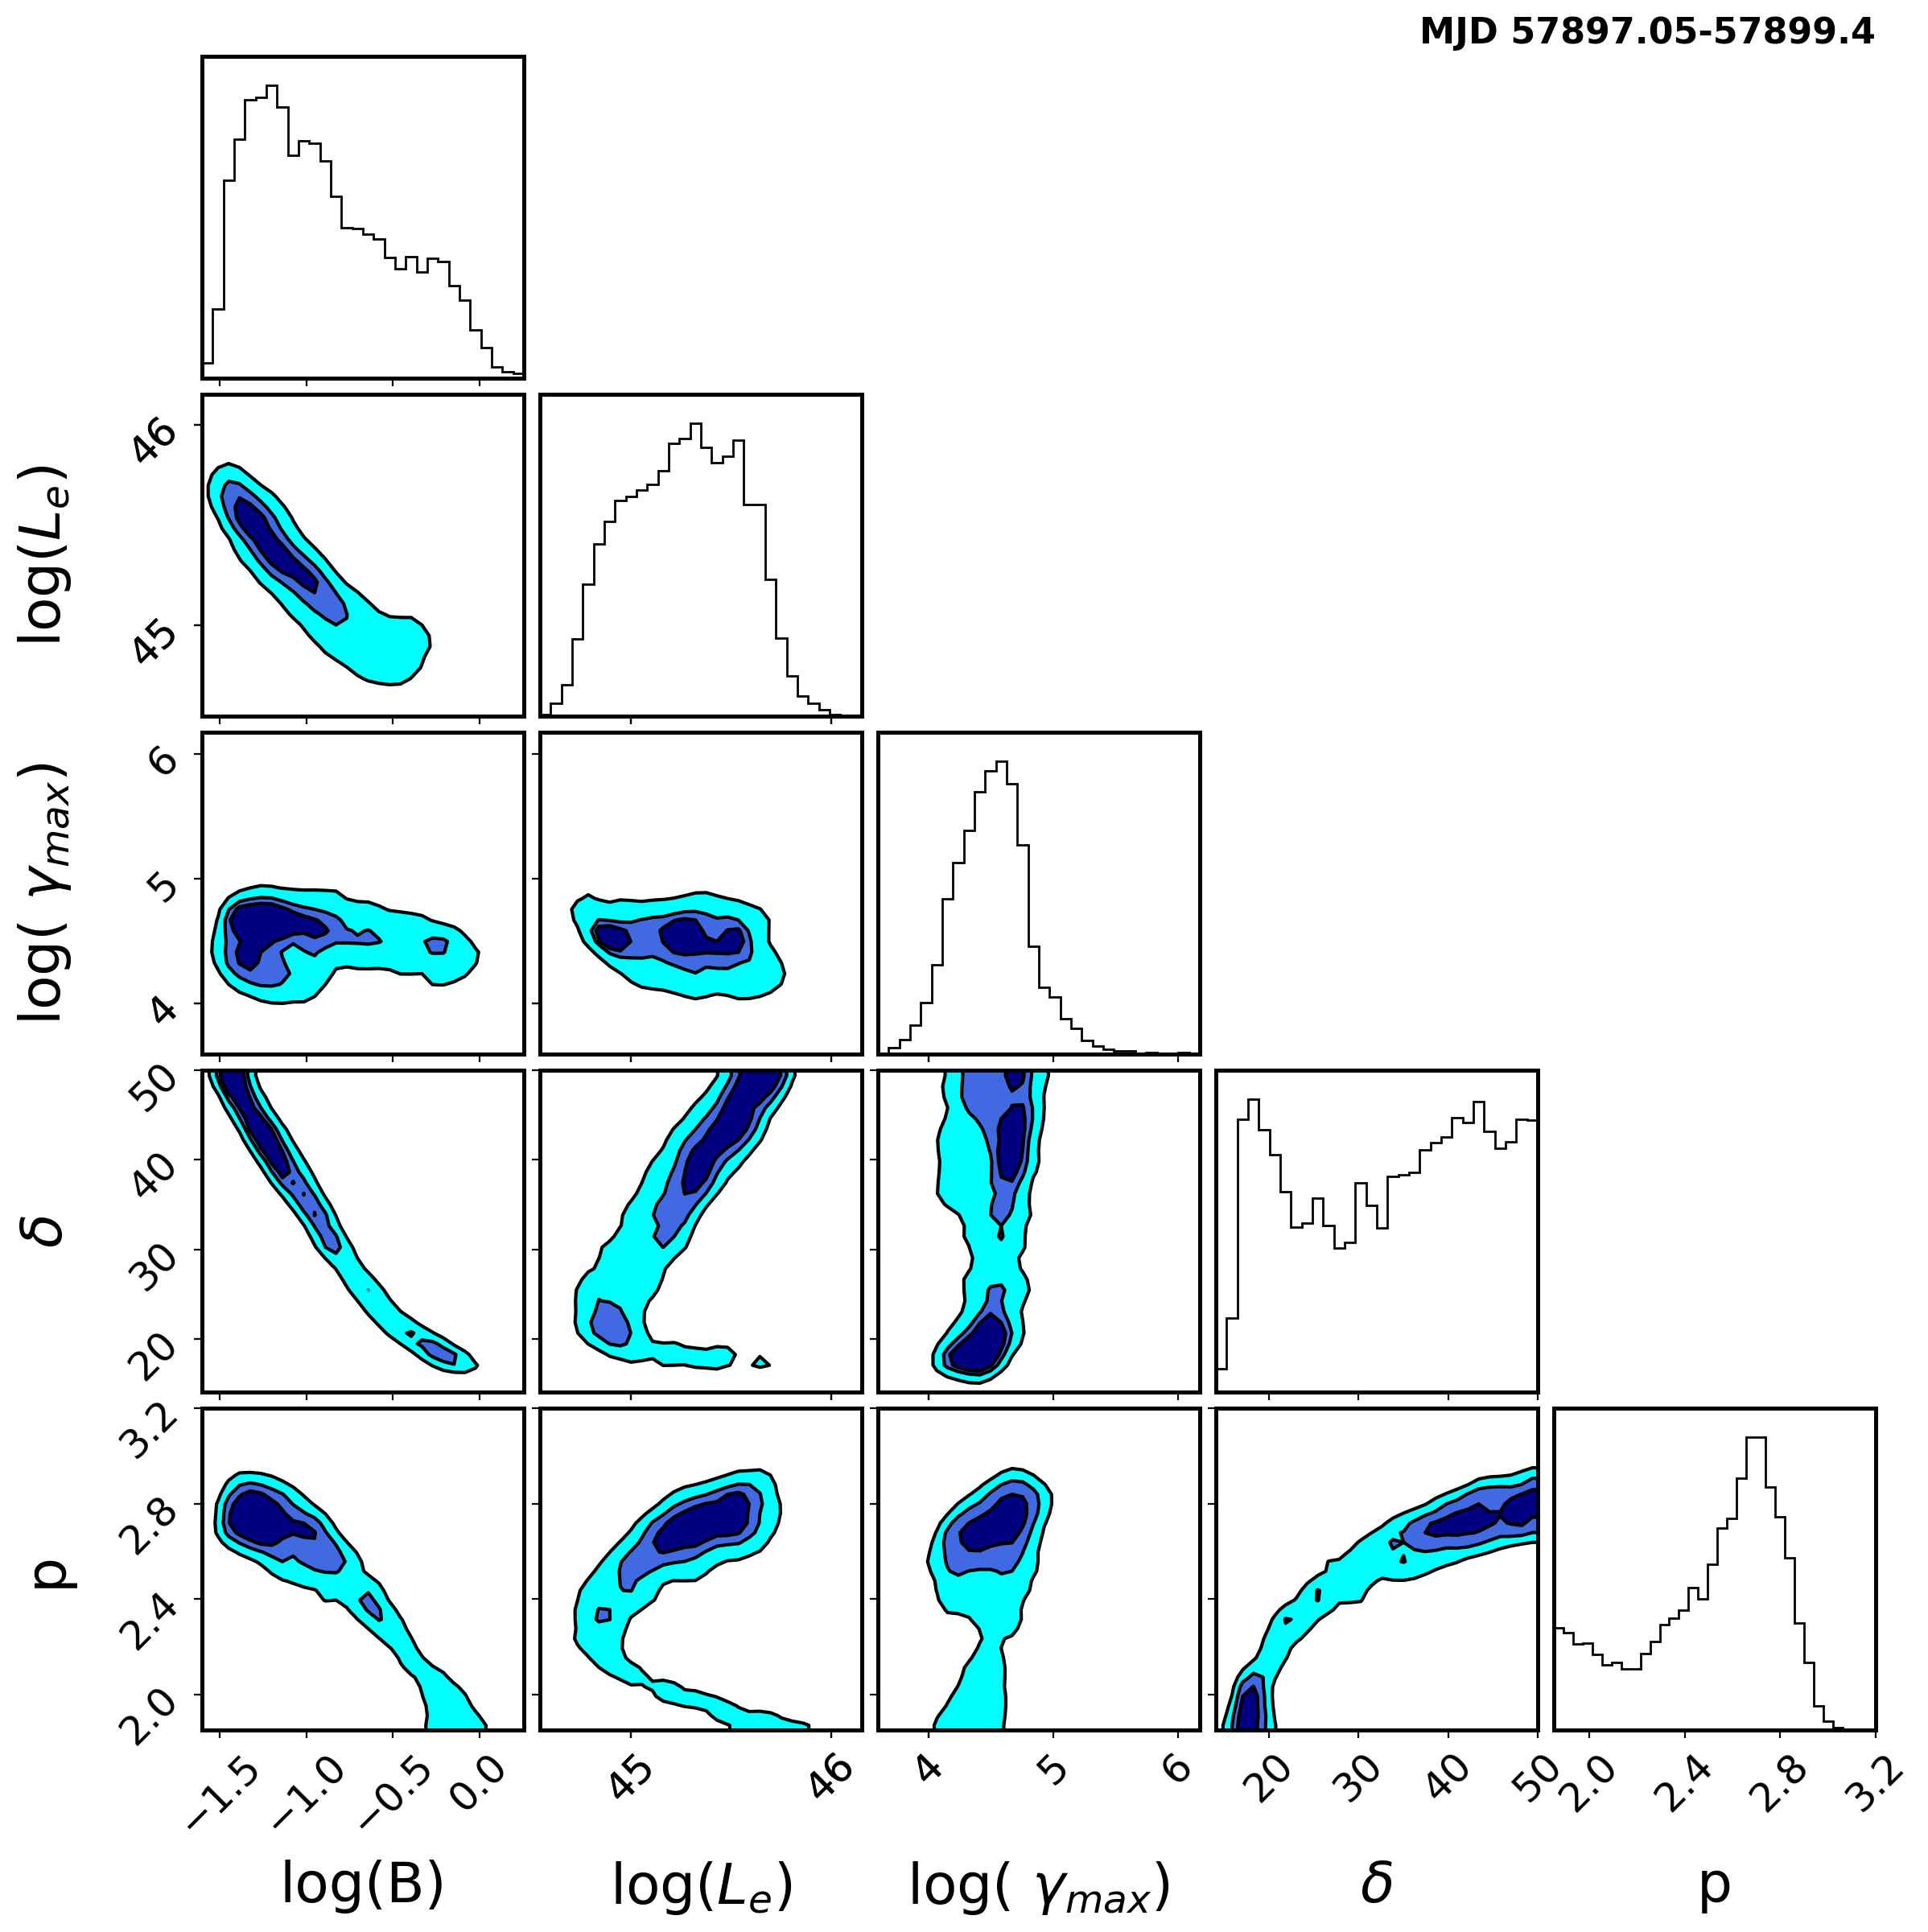 MJD 57897.05-57899.4
log(Lₑ)
46
45
log( γₘₐₓ)
6
5
4
δ
50
40
30
20
p
3.2
2.8
2.4
2.0
−1.5 −1.0 −0.5 0.0 45 46 4 5 6 20 30 40 50 2.0 2.4 2.8 3.2
log(B) log(Lₑ) log( γₘₐₓ) δ p